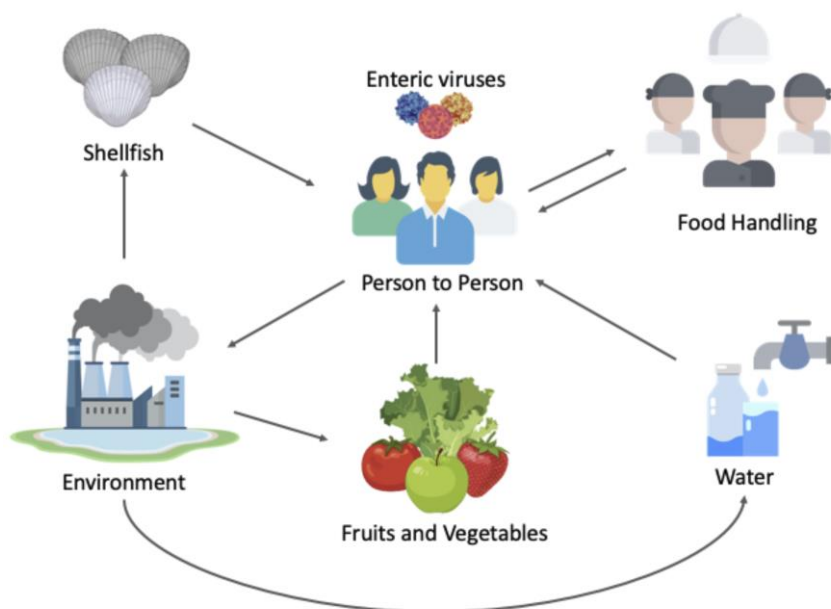 Enteric viruses
Shellfish
Food Handling
Person to Person
Environment
Water
Fruits and Vegetables